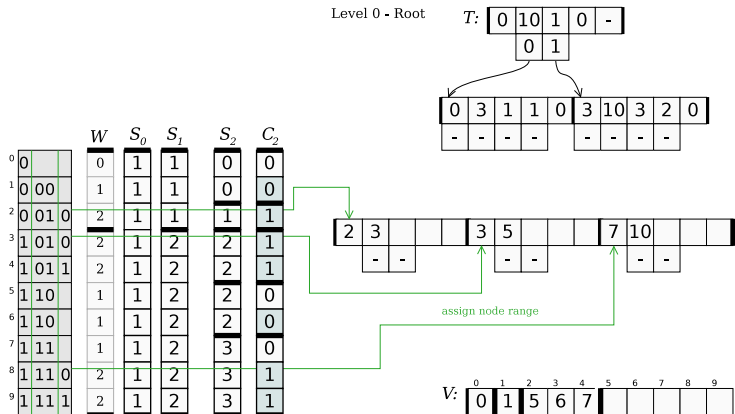 Level 0 - Root
T: 0 10 1 0 -
0 1
0 3 1 1 0 3 10 3 2 0
- - - - - - - -
W S0 S1 S2 C2
0 0 0 1 1 0 0
1 0 00 1 1 1 0 0
2 0 01 0 2 1 1 1 1
3 1 01 0 2 1 2 2 1
4 1 01 1 2 1 2 2 1
5 1 10 1 1 2 2 0
6 1 10 1 1 2 2 0
7 1 11 1 1 2 3 0
8 1 11 0 2 1 2 3 1
9 1 11 1 2 1 2 3 1
2 3 3 5 7 10
- - - - - -
assign node range
0 1 2 3 4 5 6 7 8 9
V: 0 1 5 6 7